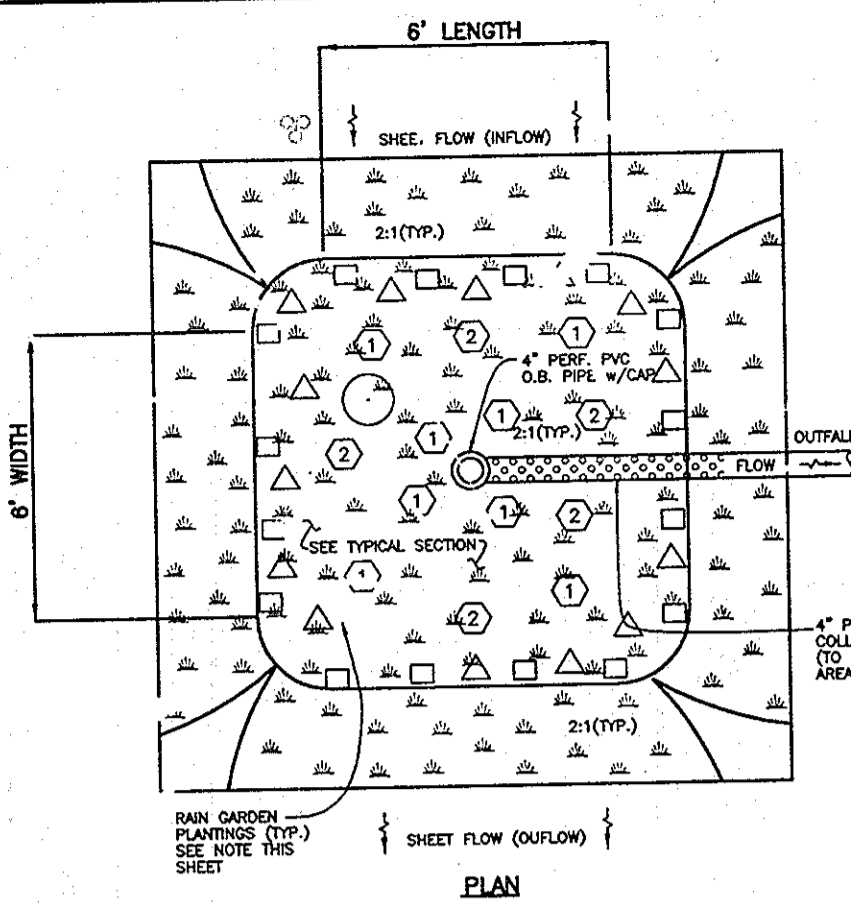 6' LENGTH
SHEE. FLOW (INFLOW)
2:1(TYP.)
1
2
1
4" PERF. PVC
O.B. PIPE w/CAP
6' WIDTH
1
2
1
2:1(TYP.)
2
OUTFALL
FLOW
1
1
2
SEE TYPICAL SECTION
1
1
2
4" P
COLL
(TO
AREA
2:1(TYP.)
RAIN GARDEN
PLANTINGS (TYP.)
SEE NOTE THIS
SHEET
SHEET FLOW (OUFLOW)
PLAN